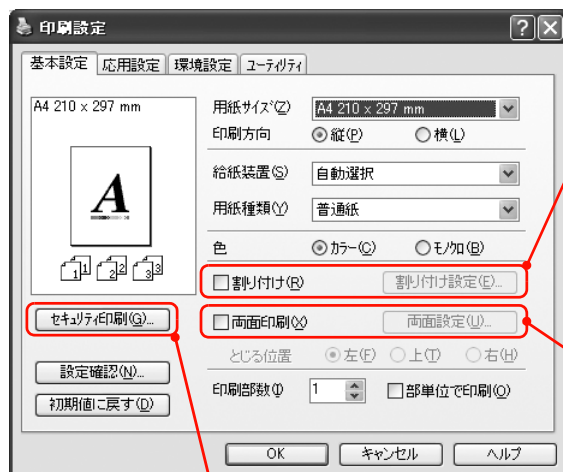 印刷設定
基本設定 応用設定 環境設定 ユーティリティ
A4 210 x 297 mm
A
1 1 2 2 3 3
セキュリティ印刷(G)...
設定確認(N)...
初期値に戻す(D)
用紙サイズ(Z) A4 210 x 297 mm
印刷方向 縦(P) 横(L)
給紙装置(S) 自動選択
用紙種類(Y) 普通紙
色 カラー(C) モノクロ(B)
割り付け(R) 割り付け設定(E)...
両面印刷(X) 両面設定(U)...
とじる位置 左(F) 上(T) 右(H)
印刷部数(I) 1 部単位で印刷(O)
OK キャンセル ヘルプ